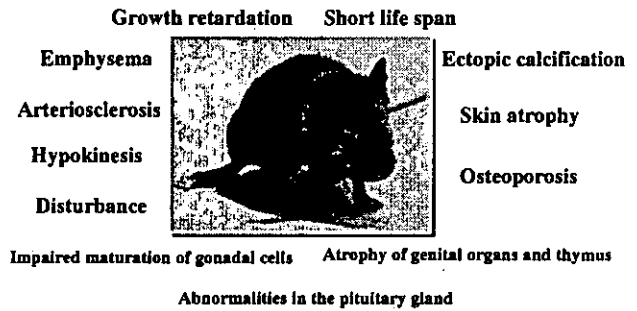 Growth retardation Short life span
Emphysema
Ectopic calcification
Arteriosclerosis
Skin atrophy
Hypokinesis
Osteoporosis
Disturbance
Impaired maturation of gonadal cells Atrophy of genital organs and thymus
Abnormalities in the pituitary gland